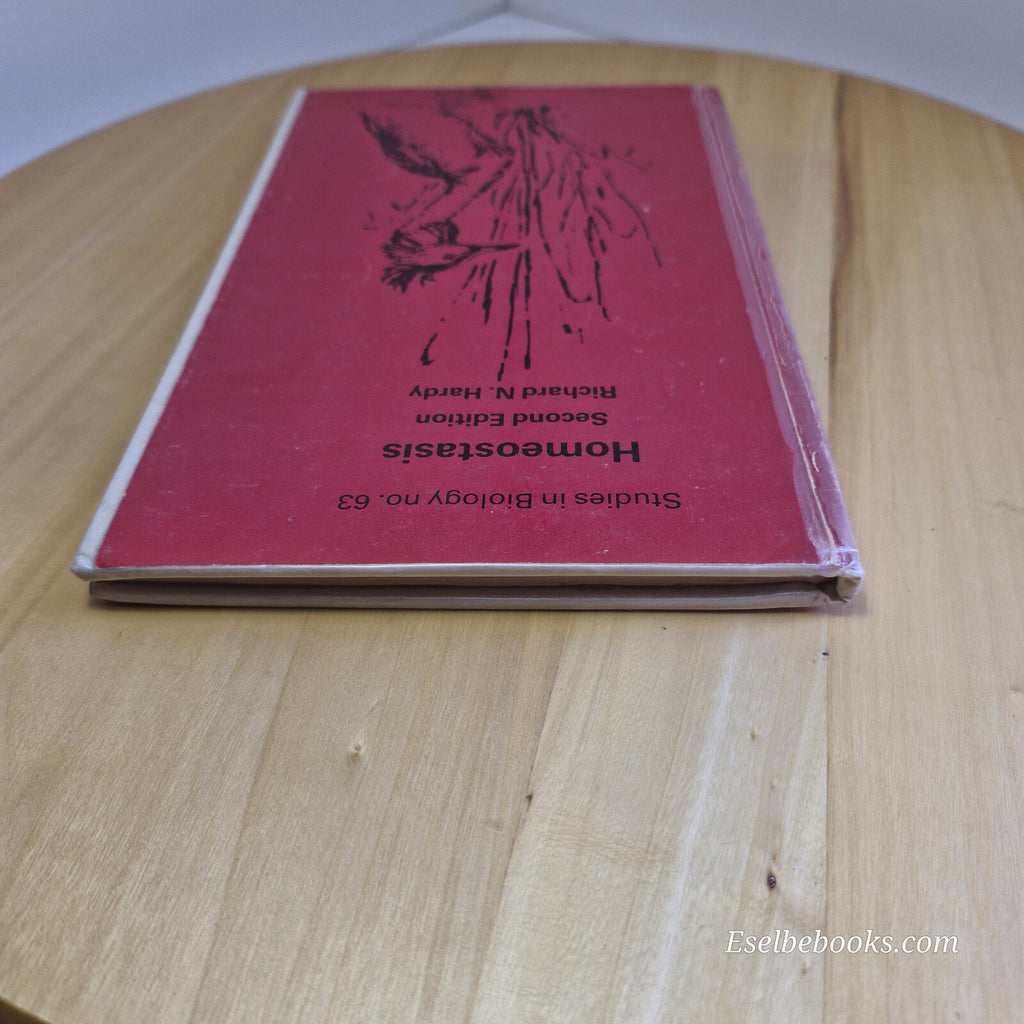 Studies in Biology no. 63
Homeostasis
Second Edition
Richard N. Hardy
Eselbebooks.com